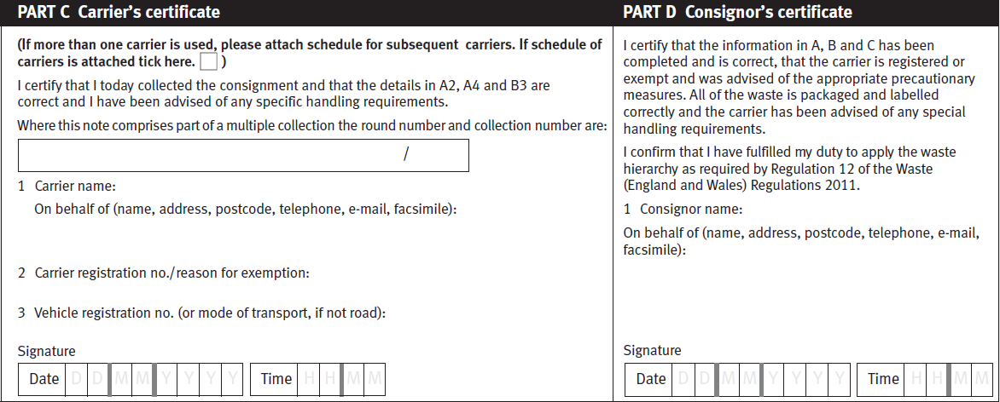 PART C Carrier's certificate
(If more than one carrier is used, please attach schedule for subsequent carriers. If schedule of
carriers is attached tick here. )
I certify that I today collected the consignment and that the details in A2, A4 and B3 are
correct and I have been advised of any specific handling requirements.
Where this note comprises part of a multiple collection the round number and collection number are:
/
1 Carrier name:
On behalf of (name, address, postcode, telephone, e-mail, facsimile):
2 Carrier registration no./reason for exemption:
3 Vehicle registration no. (or mode of transport, if not road):
Signature
Date D D M M Y Y Y Y Time H H M M
PART D Consignor's certificate
I certify that the information in A, B and C has been
completed and is correct, that the carrier is registered or
exempt and was advised of the appropriate precautionary
measures. All of the waste is packaged and labelled
correctly and the carrier has been advised of any special
handling requirements.
I confirm that I have fulfilled my duty to apply the waste
hierarchy as required by Regulation 12 of the Waste
(England and Wales) Regulations 2011.
1 Consignor name:
On behalf of (name, address, postcode, telephone, e-mail,
facsimile):
Signature
Date D D M M Y Y Y Y Time H H M M